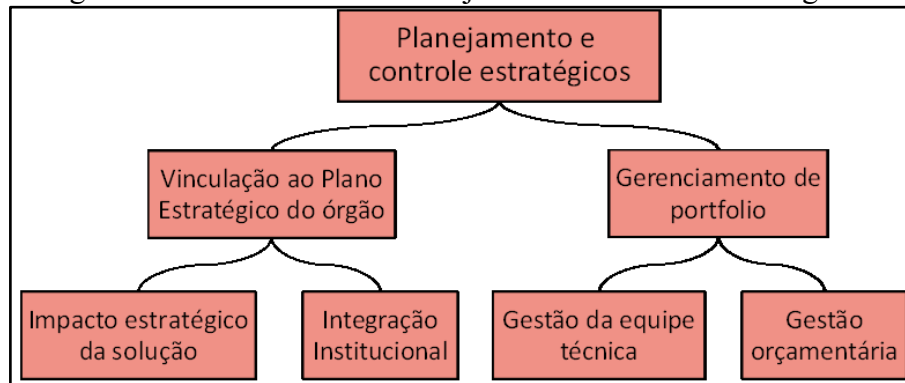 Planejamento e
controle estratégicos
Vinculação ao Plano
Estratégico do órgão
Gerenciamento de
portfolio
Impacto estratégico
da solução
Integração
Institucional
Gestão da equipe
técnica
Gestão
orçamentária